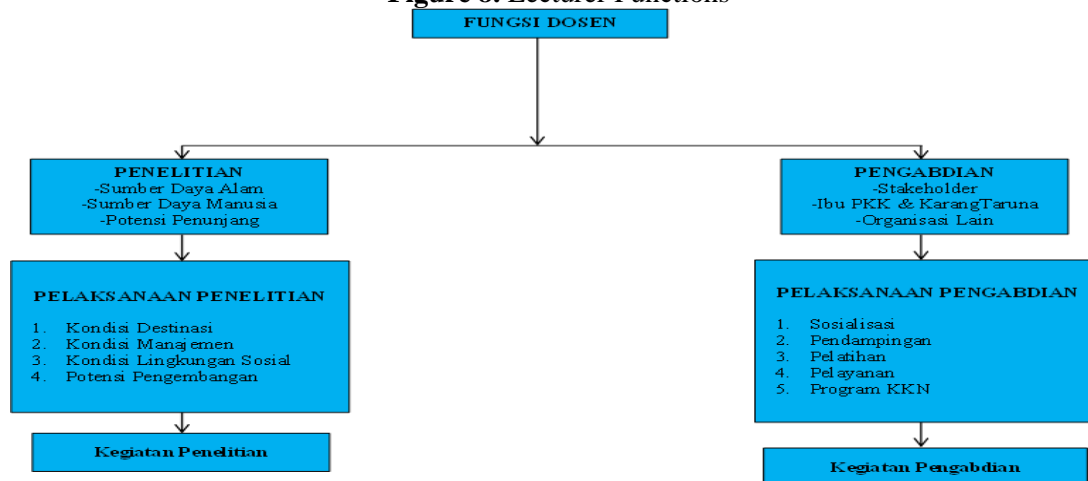 Figure 8. Lecturer Functions
FUNGSI DOSEN
PENELITIAN
-Sumber Daya Alam
-Sumber Daya Manusia
-Potensi Penunjang
PELAKSANAAN PENELITIAN
1. Kondisi Destinasi
2. Kondisi Manajemen
3. Kondisi Lingkungan Sosial
4. Potensi Pengembangan
Kegiatan Penelitian
PENGABDIAN
-Stakeholder
-Ibu PKK & KarangTaruna
-Organisasi Lain
PELAKSANAAN PENGABDIAN
1. Sosialisasi
2. Pendampingan
3. Pelatihan
4. Pelayanan
5. Program KKN
Kegiatan Pengabdian